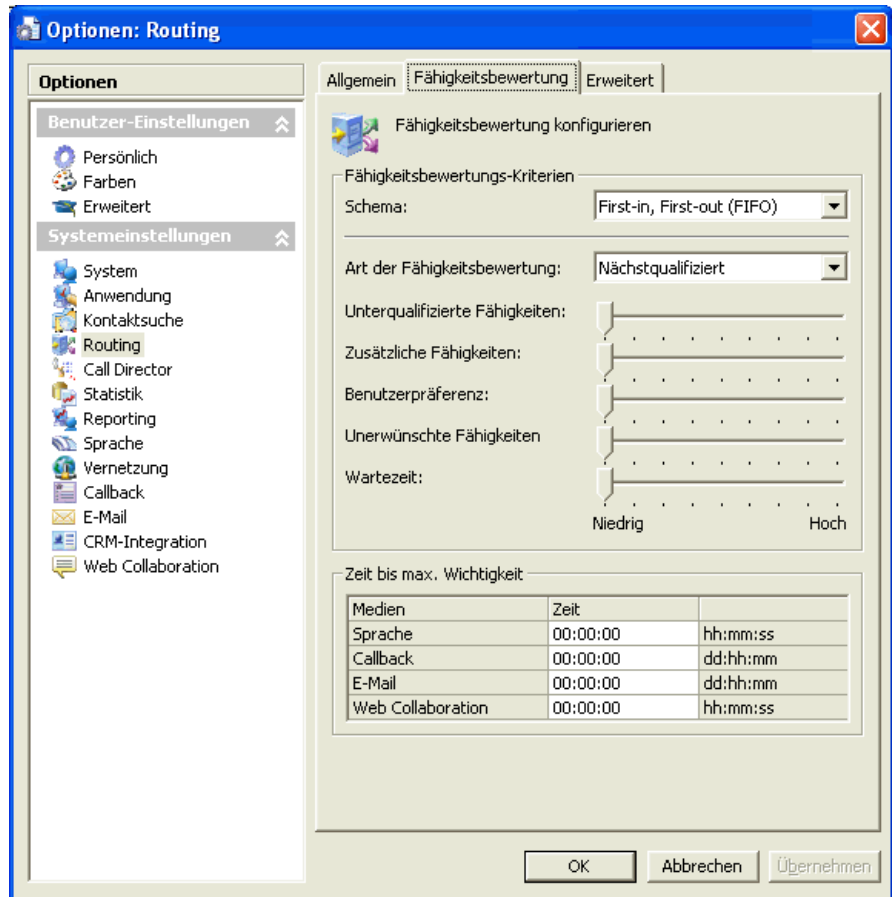 Optionen: Routing
Optionen
Benutzer-Einstellungen
Persönlich
Farben
Erweitert
Systemeinstellungen
System
Anwendung
Kontaktsuche
Routing
Call Director
Statistik
Reporting
Sprache
Vernetzung
Callback
E-Mail
CRM-Integration
Web Collaboration
Allgemein Fähigkeitsbewertung Erweitert
Fähigkeitsbewertung konfigurieren
Fähigkeitsbewertungs-Kriterien
Schema: First-in, First-out (FIFO)
Art der Fähigkeitsbewertung: Nächstqualifiziert
Unterqualifizierte Fähigkeiten:
Zusätzliche Fähigkeiten:
Benutzerpräferenz:
Unerwünschte Fähigkeiten
Wartezeit:
Niedrig Hoch
Zeit bis max. Wichtigkeit
Medien Zeit
Sprache 00:00:00 hh:mm:ss
Callback 00:00:00 dd:hh:mm
E-Mail 00:00:00 dd:hh:mm
Web Collaboration 00:00:00 hh:mm:ss
OK Abbrechen Übernehmen